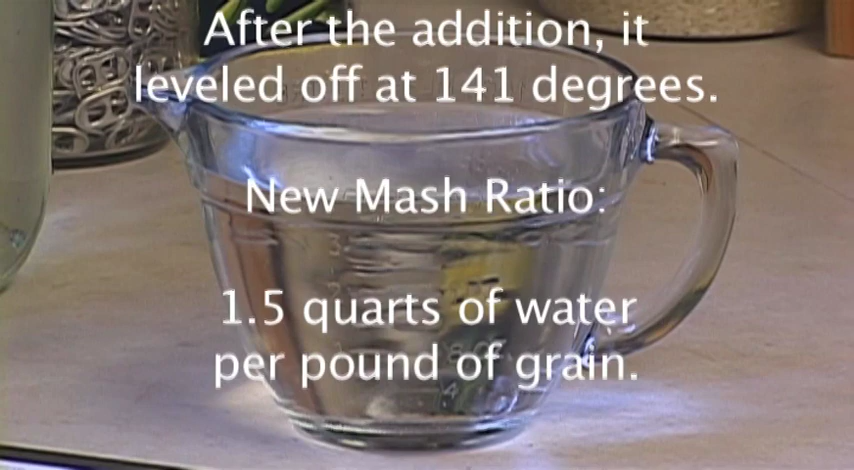 After the addition, it
leveled off at 141 degrees.
New Mash Ratio:
1.5 quarts of water
per pound of grain.